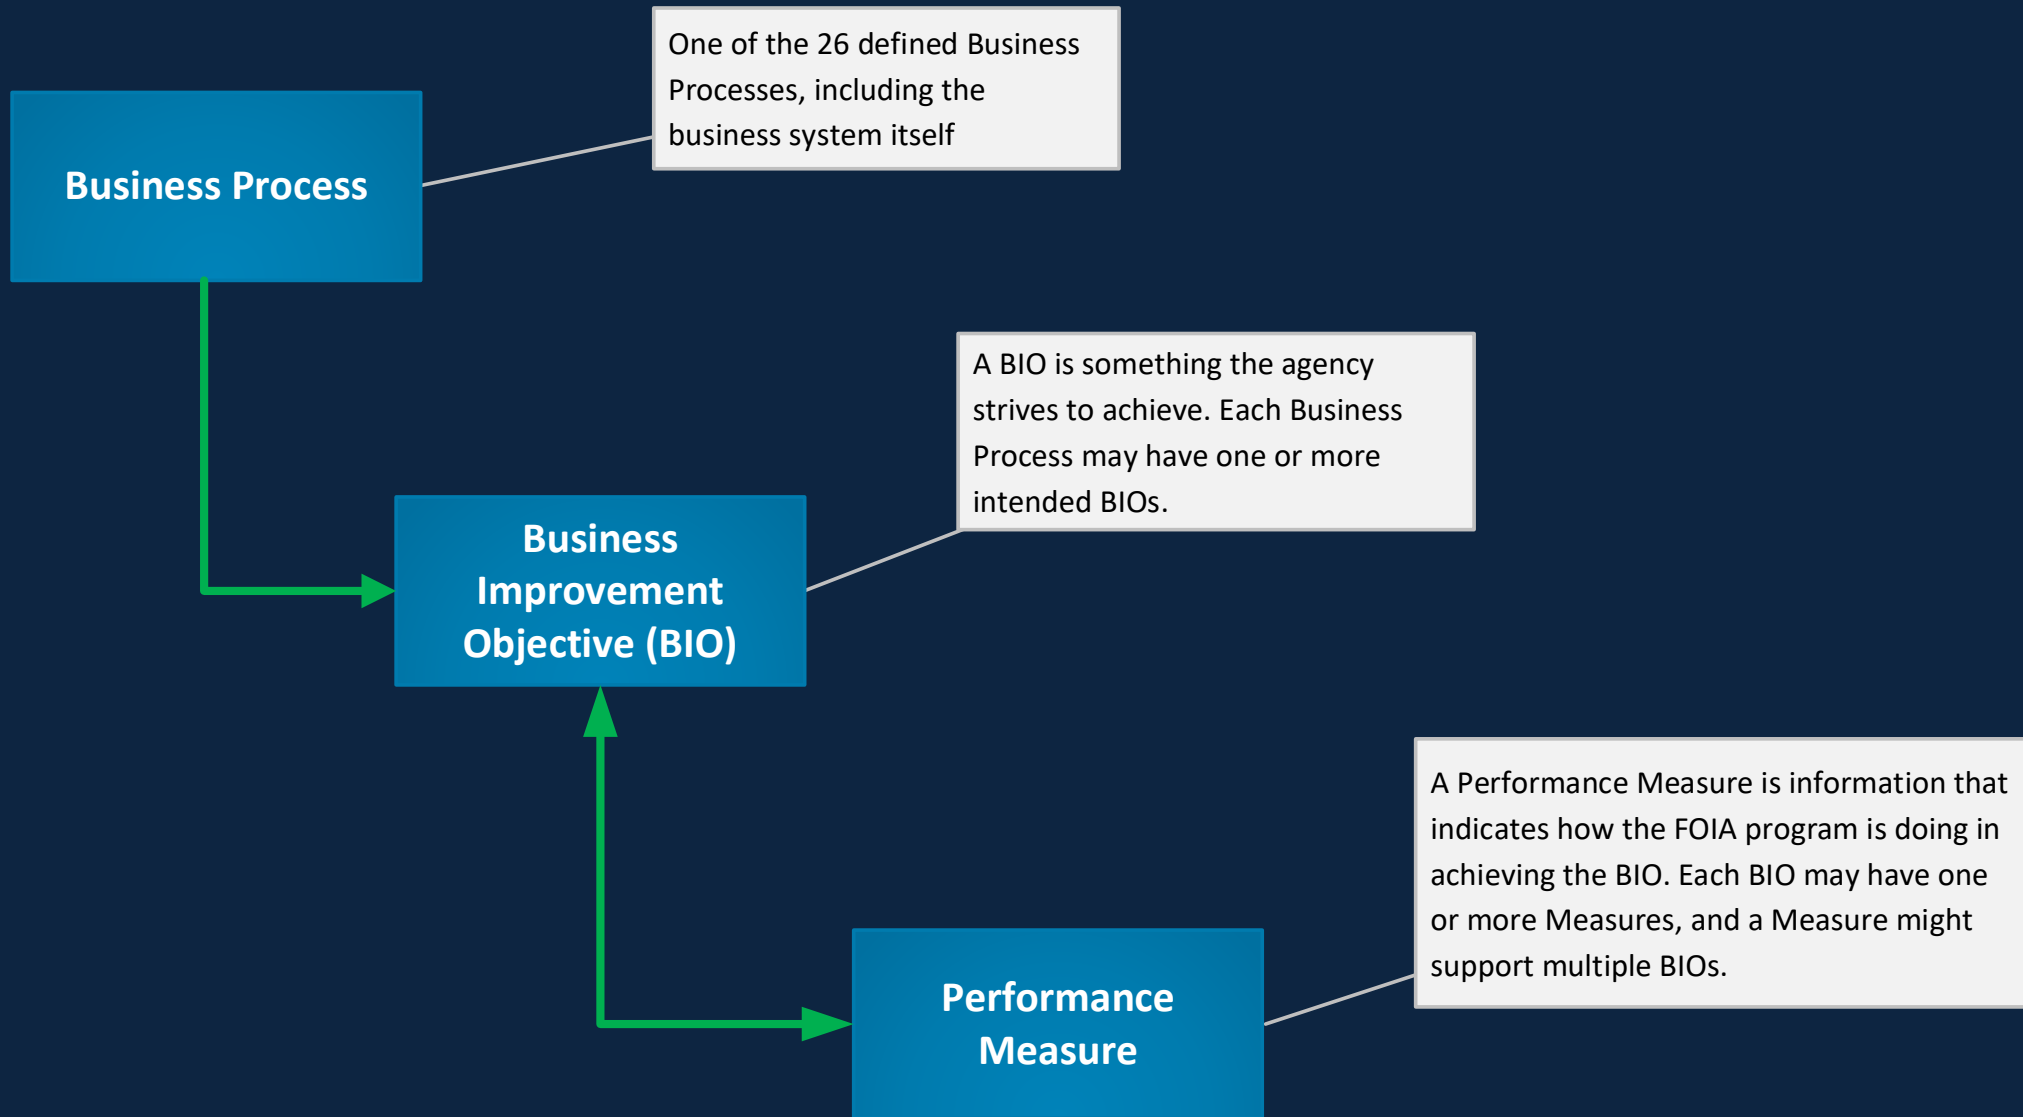 One of the 26 defined Business
Processes, including the
business system itself
Business Process
A BIO is something the agency
strives to achieve. Each Business
Process may have one or more
intended BIOs.
Business
Improvement
Objective (BIO)
A Performance Measure is information that
indicates how the FOIA program is doing in
achieving the BIO. Each BIO may have one
or more Measures, and a Measure might
support multiple BIOs.
Performance
Measure